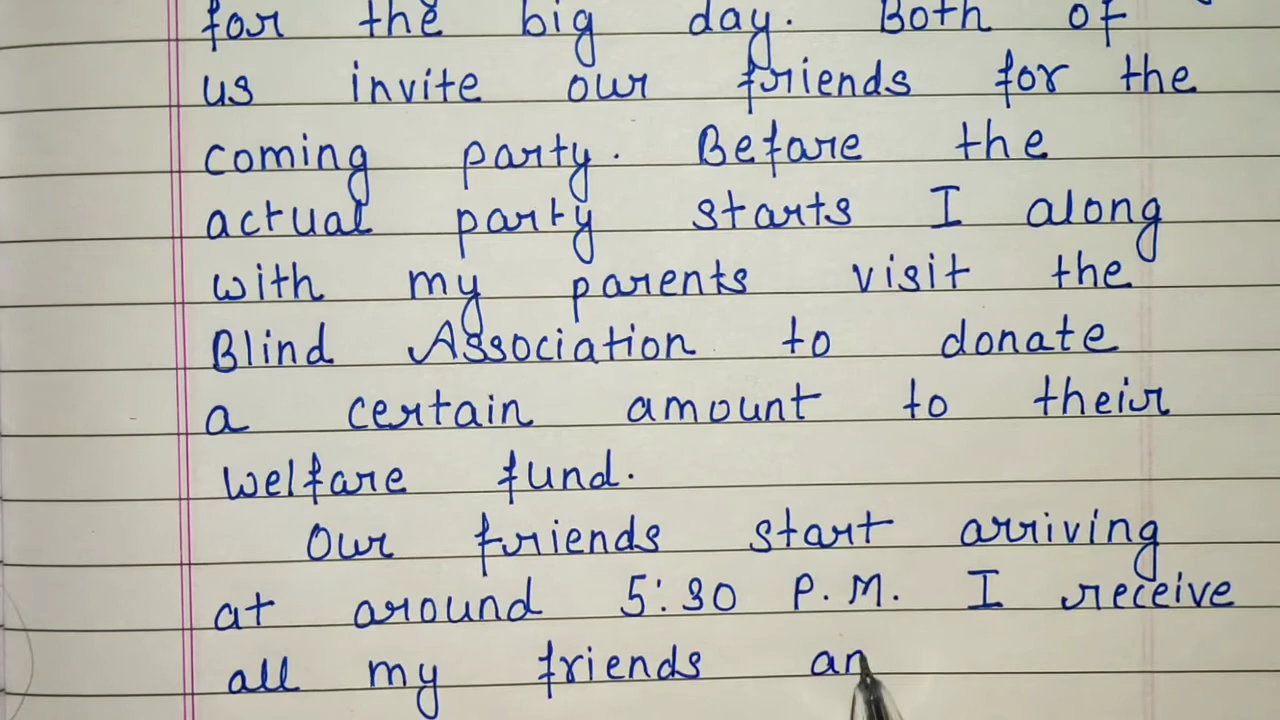 for the big day. Both of
us invite our friends for the
coming party. Before the
actual party starts I along
with my parents visit the
Blind Association to donate
a certain amount to their
welfare fund.
Our friends start arriving
at around 5:30 P.M. I receive
all my friends an